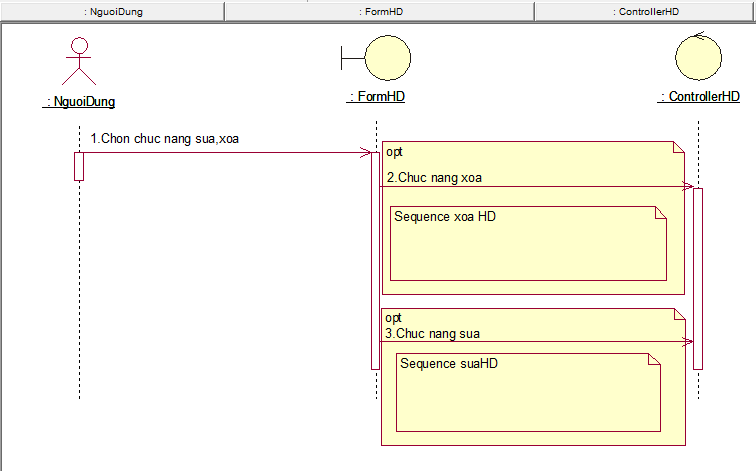 : NguoiDung
: FormHD
: ControllerHD
: NguoiDung
: FormHD
: ControllerHD
1.Chon chuc nang sua,xoa
opt
2.Chuc nang xoa
Sequence xoa HD
opt
3.Chuc nang sua
Sequence suaHD